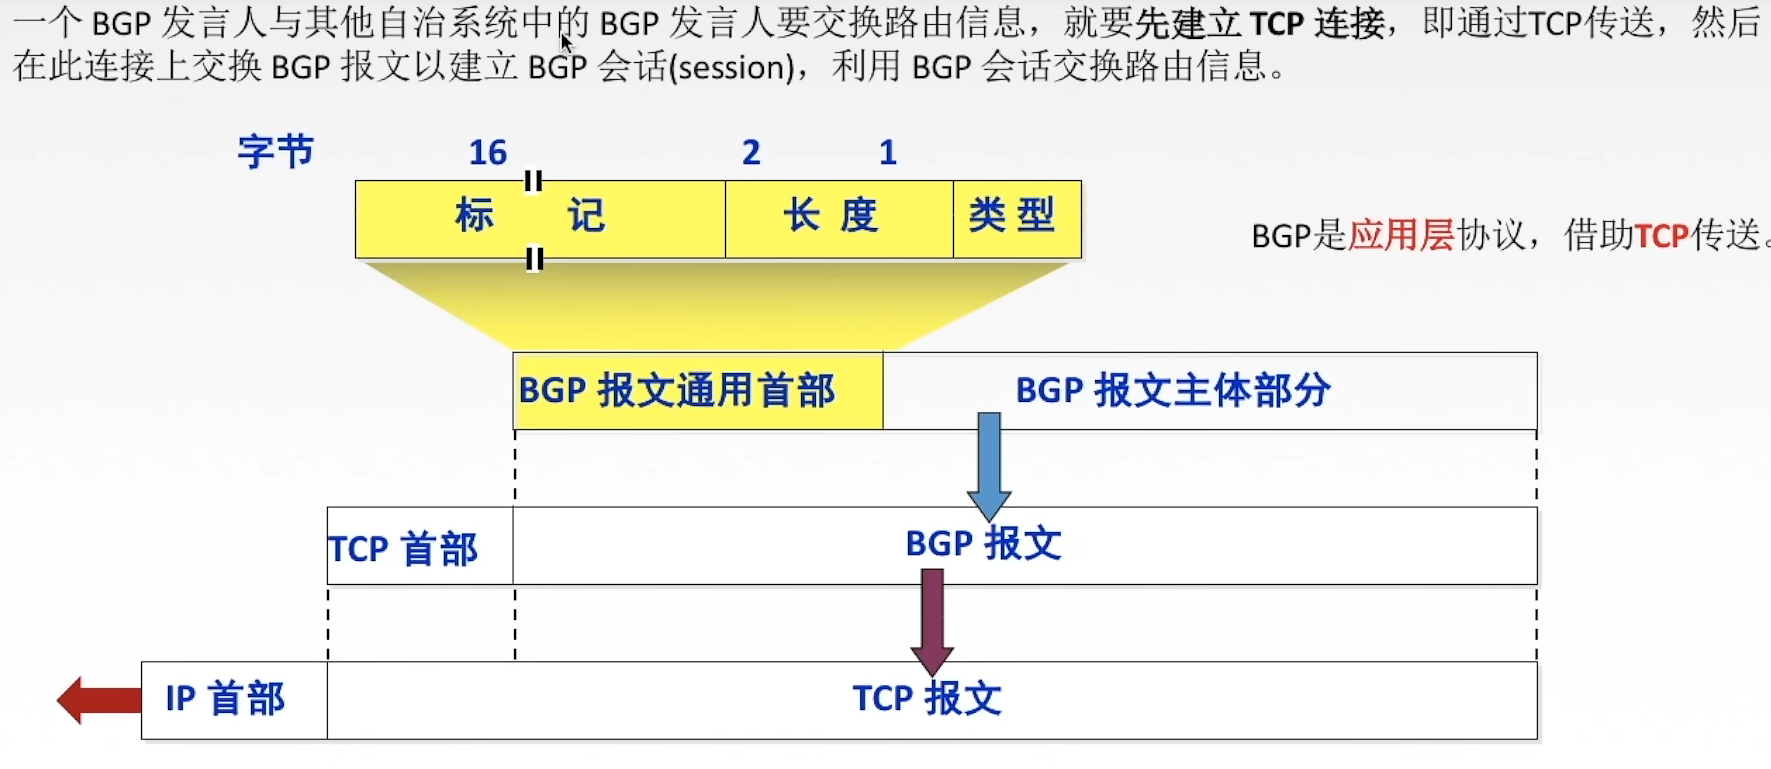 一个 BGP 发言人与其他自治系统中的 BGP 发言人要交换路由信息，就要先建立 TCP 连接，即通过TCP传送，然后
在此连接上交换 BGP 报文以建立 BGP 会话(session)，利用 BGP 会话交换路由信息。
字节 16 2 1
标 记 长 度 类 型
BGP是应用层协议，借助TCP传送。
BGP 报文通用首部 BGP 报文主体部分
TCP 首部 BGP 报文
IP 首部 TCP 报文